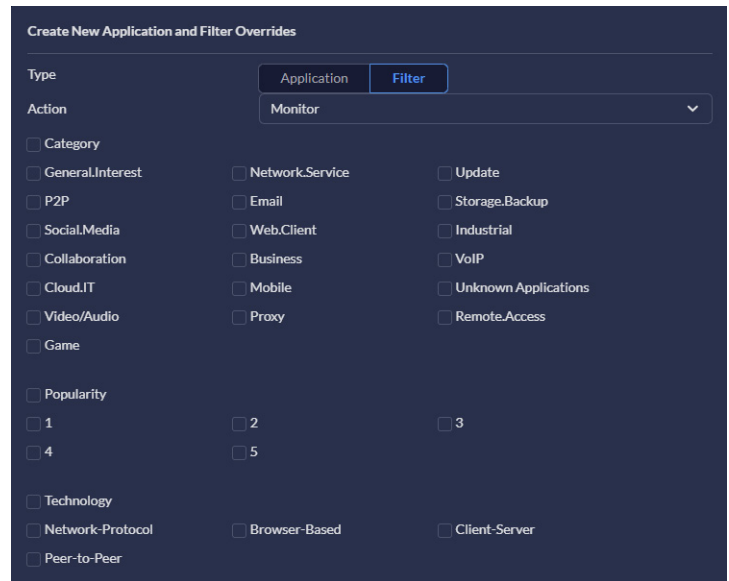 Create New Application and Filter Overrides
Type Application Filter
Action Monitor
Category
General.Interest Network.Service Update
P2P Email Storage.Backup
Social.Media Web.Client Industrial
Collaboration Business VoIP
Cloud.IT Mobile Unknown Applications
Video/Audio Proxy Remote.Access
Game
Popularity
1 2 3
4 5
Technology
Network-Protocol Browser-Based Client-Server
Peer-to-Peer